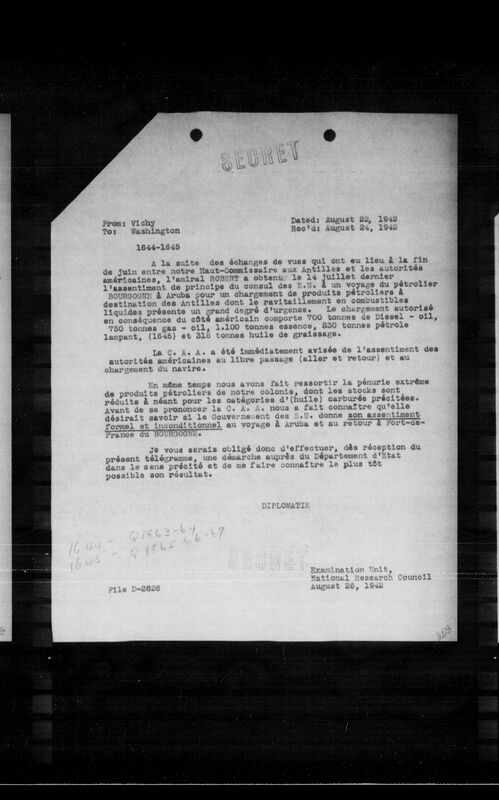 SECRET
From: Vichy
To: Washington
Dated: August 22, 1942
Rec'd: August 24, 1942
1644-1645
A la suite des échanges de vues qui ont eu lieu à la fin
de juin entre notre Haut-Commissaire aux Antilles et les autorités
américaines, l'amiral ROBERT a obtenu le 14 juillet dernier
l'assentiment de principe du consul des E.U. à un voyage du pétrolier
BOURGOGNE à Aruba pour un chargement de produits pétroliers à
destination des Antilles dont le ravitaillement en combustibles
liquides présente un grand degré d'urgence. Le chargement autorisé
en conséquence du côté américain comporte 700 tonnes de Diesel - oil,
750 tonnes gas - oil, 1.100 tonnes essence, 830 tonnes pétrole
lampant, (1645) et 318 tonnes huile de graissage.
La C. A. A. a été immédiatement avisée de l'assentiment des
autorités américaines au libre passage (aller et retour) et au
chargement du navire.
En même temps nous avons fait ressortir la pénurie extrême
de produits pétroliers de notre colonie, dont les stocks sont
réduits à néant pour les catégories d'(huile) carburés précitées.
Avant de se prononcer la C. A. A. nous a fait connaître qu'elle
désirait savoir si le Gouvernement des E.U. donne son assentiment
formel et inconditionnel au voyage à Aruba et au retour à Fort-de-
France du BOURGOGNE.
Je vous serais obligé donc d'effectuer, dès réception du
présent télégramme, une démarche auprès du Département d'Etat
dans le sens précité et de me faire connaître le plus tôt
possible son résultat.
DIPLOMATIE
1644 - Q1863-64
1645 - Q1865-66-67
SECRET
Examination Unit,
National Research Council
August 26, 1942
File D-2626